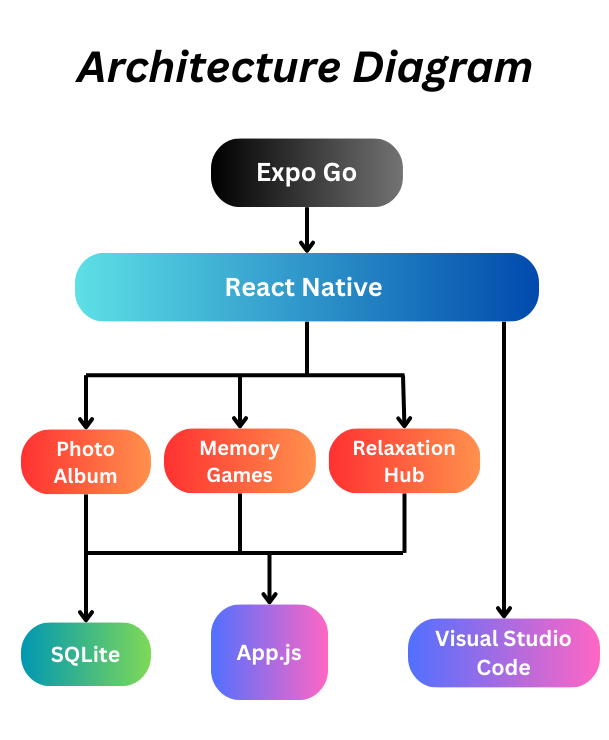 Architecture Diagram
Expo Go
React Native
Photo
Album
Memory
Games
Relaxation
Hub
SQLite
App.js
Visual Studio
Code